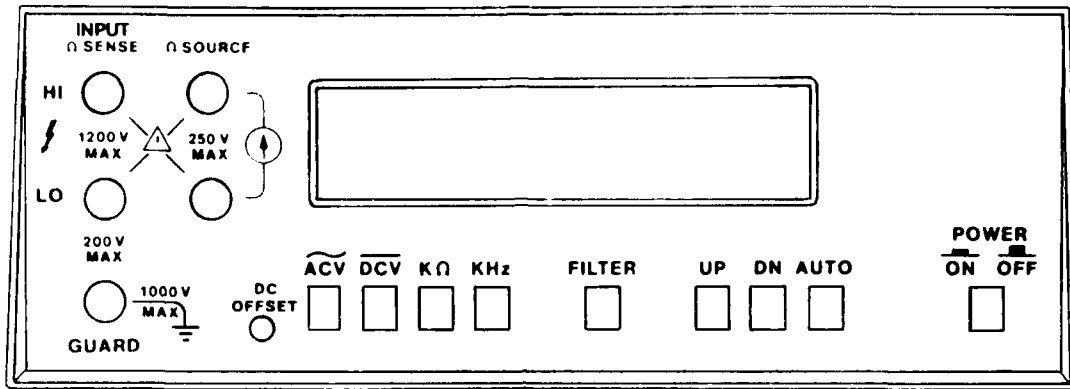 INPUT
Ω SENSE
Ω SOURCF
HI
1200 V
MAX
250 V
MAX
LO
200 V
MAX
1000 V
MAX
GUARD
DC
OFFSET
ACV
DCV
KΩ
KHz
FILTER
UP
DN
AUTO
POWER
ON
OFF